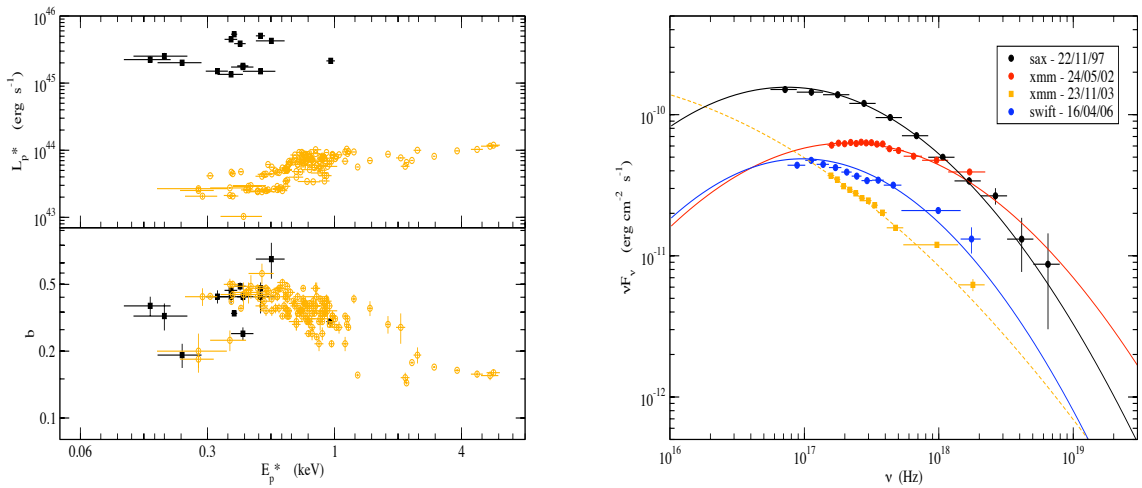 10^46
10^45
10^44
10^43
L_p* (erg s^-1)
0.5
0.2
0.1
b
0.06
0.3
1
4
E_p* (keV)
10^-10
10^-11
10^-12
νF_ν (erg cm^-2 s^-1)
sax - 22/11/97
xmm - 24/05/02
xmm - 23/11/03
swift - 16/04/06
10^16
10^17
10^18
10^19
ν (Hz)